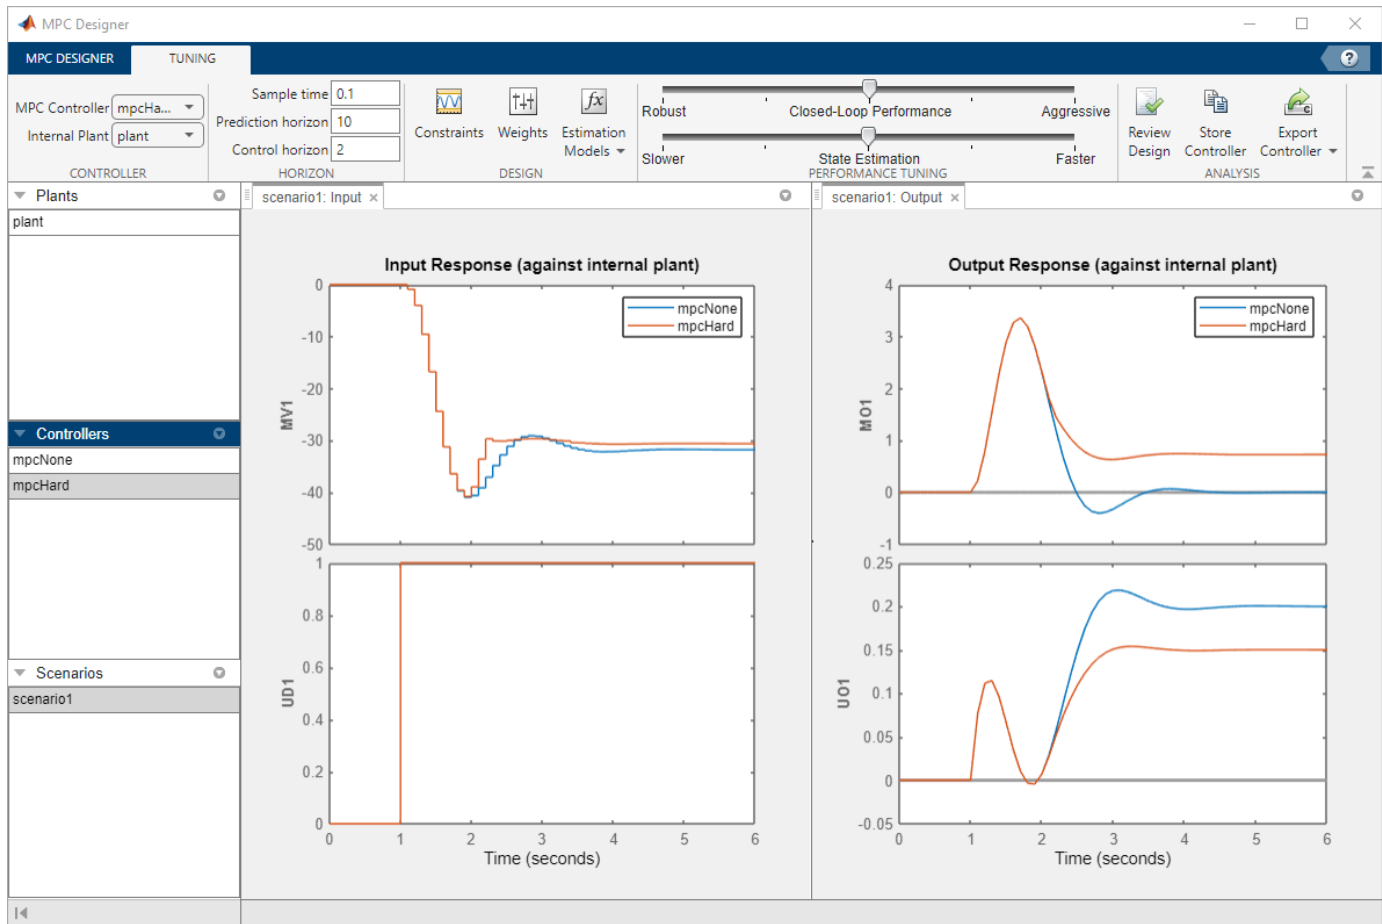 MPC Designer
MPC DESIGNER
TUNING
?
MPC Controller mpcHa...
Internal Plant plant
CONTROLLER
Sample time 0.1
Prediction horizon 10
Control horizon 2
HORIZON
Constraints
Weights
fx
Estimation
Models
DESIGN
Robust Closed-Loop Performance Aggressive
Slower State Estimation Faster
PERFORMANCE TUNING
Review
Design
Store
Controller
C
Export
Controller
ANALYSIS
Plants
plant
Controllers
mpcNone
mpcHard
Scenarios
scenario1
scenario1: Input ×
Input Response (against internal plant)
mpcNone
mpcHard
MV1
0
-10
-20
-30
-40
-50
UD1
1
0.8
0.6
0.4
0.2
0
0 1 2 3 4 5 6
Time (seconds)
scenario1: Output ×
Output Response (against internal plant)
mpcNone
mpcHard
MO1
4
3
2
1
0
-1
UO1
0.25
0.2
0.15
0.1
0.05
0
-0.05
0 1 2 3 4 5 6
Time (seconds)